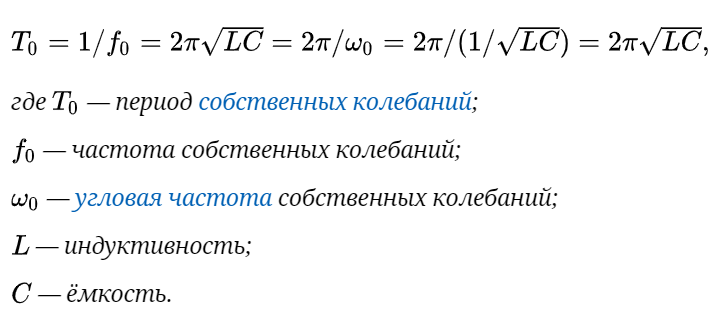 T₀ = 1/f₀ = 2π√LC = 2π/ω₀ = 2π/(1/√LC) = 2π√LC,
где T₀ — период собственных колебаний;
f₀ — частота собственных колебаний;
ω₀ — угловая частота собственных колебаний;
L — индуктивность;
C — ёмкость.